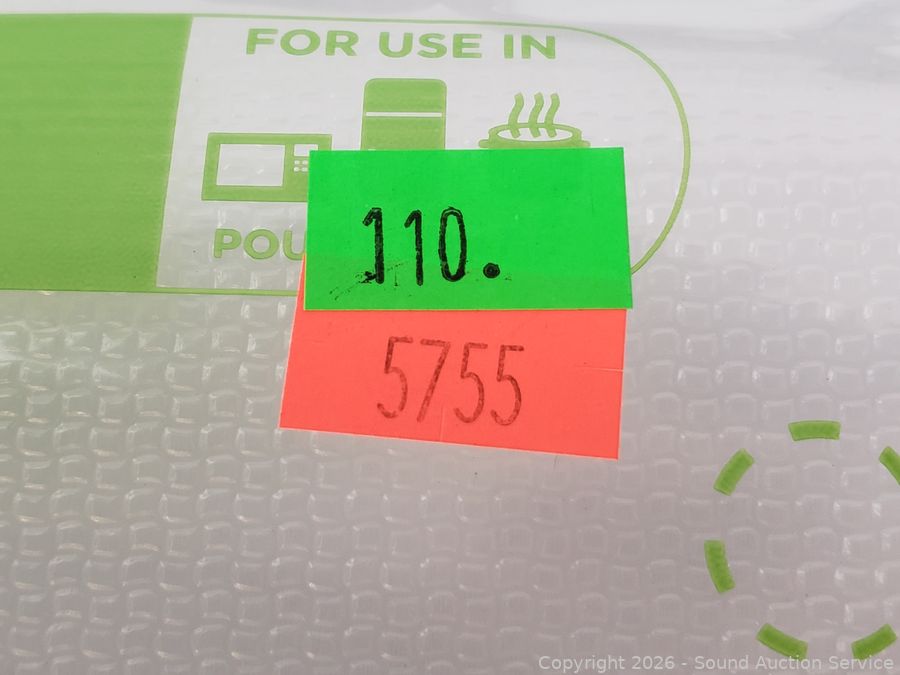 FOR USE IN
110.
5755
Copyright 2026 - Sound Auction Service